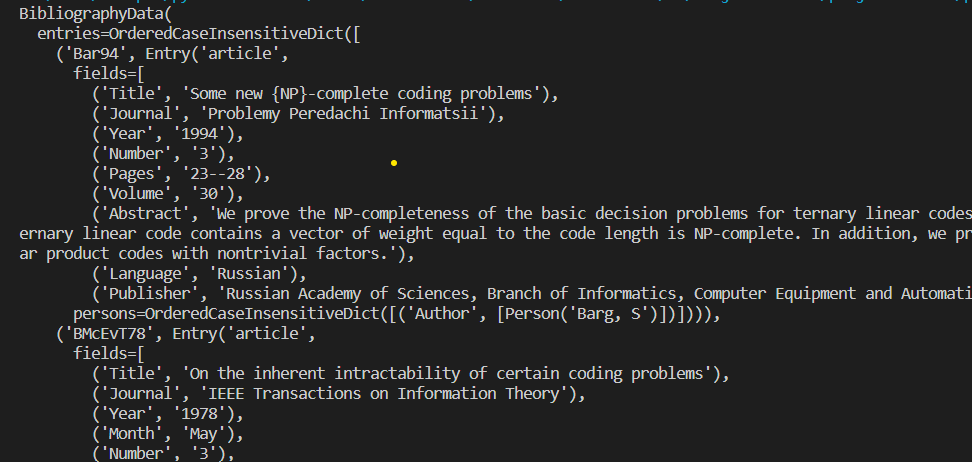 BibliographyData(
  entries=OrderedCaseInsensitiveDict([
    ('Bar94', Entry('article',
      fields=[
        ('Title', 'Some new {NP}-complete coding problems'),
        ('Journal', 'Problemy Peredachi Informatsii'),
        ('Year', '1994'),
        ('Number', '3'),
        ('Pages', '23--28'),
        ('Volume', '30'),
        ('Abstract', 'We prove the NP-completeness of the basic decision problems for ternary linear codes
ernary linear code contains a vector of weight equal to the code length is NP-complete. In addition, we pr
ar product codes with nontrivial factors.'),
        ('Language', 'Russian'),
        ('Publisher', 'Russian Academy of Sciences, Branch of Informatics, Computer Equipment and Automati
      persons=OrderedCaseInsensitiveDict([('Author', [Person('Barg, S')])]))),
    ('BMcEvT78', Entry('article',
      fields=[
        ('Title', 'On the inherent intractability of certain coding problems'),
        ('Journal', 'IEEE Transactions on Information Theory'),
        ('Year', '1978'),
        ('Month', 'May'),
        ('Number', '3'),